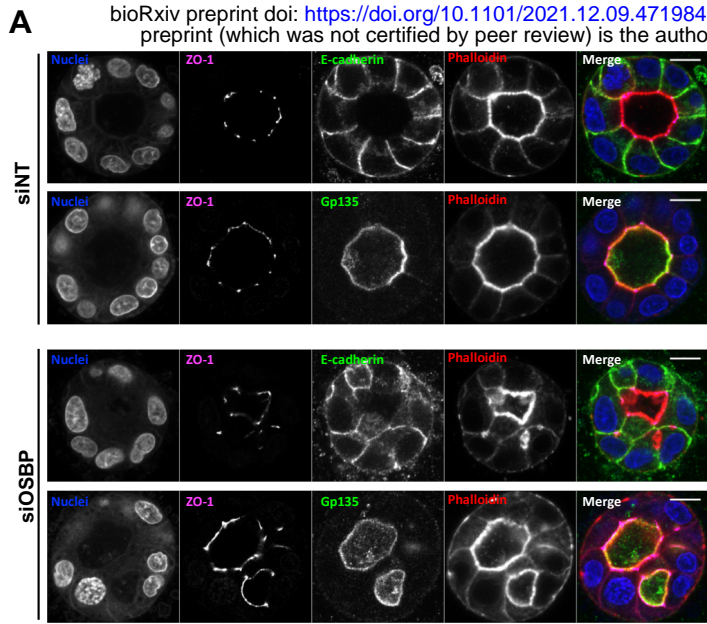 A
bioRxiv preprint doi: https://doi.org/10.1101/2021.12.09.471984
preprint (which was not certified by peer review) is the autho
siNT
Nuclei ZO-1 E-cadherin Phalloidin Merge
Nuclei ZO-1 Gp135 Phalloidin Merge
siOSBP
Nuclei ZO-1 E-cadherin Phalloidin Merge
Nuclei ZO-1 Gp135 Phalloidin Merge